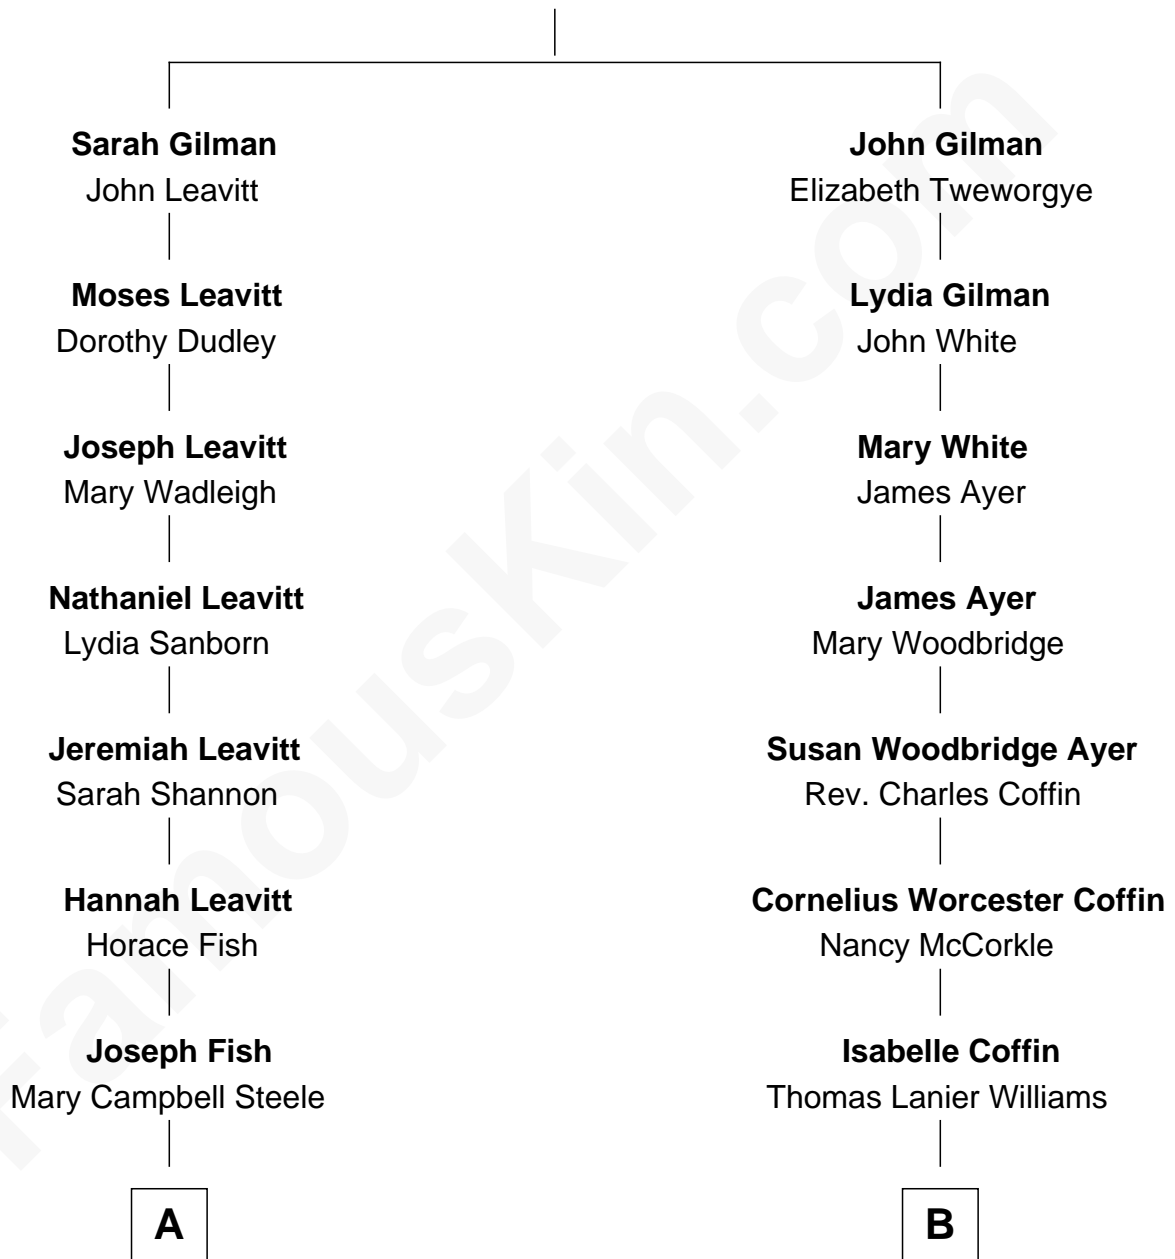 Sarah Gilman
John Leavitt
John Gilman
Elizabeth Tweworgye
Moses Leavitt
Dorothy Dudley
Lydia Gilman
John White
Joseph Leavitt
Mary Wadleigh
Mary White
James Ayer
Nathaniel Leavitt
Lydia Sanborn
James Ayer
Mary Woodbridge
Jeremiah Leavitt
Sarah Shannon
Susan Woodbridge Ayer
Rev. Charles Coffin
Hannah Leavitt
Horace Fish
Cornelius Worcester Coffin
Nancy McCorkle
Joseph Fish
Mary Campbell Steele
Isabelle Coffin
Thomas Lanier Williams
A
B
FamousKin.com